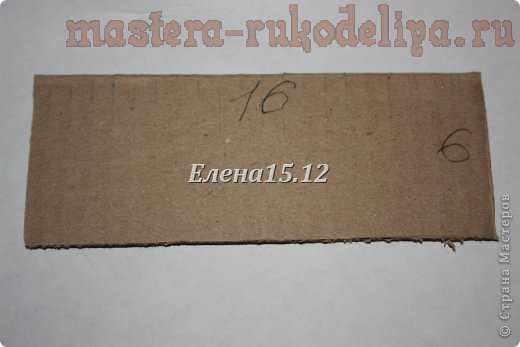 mastera-rukodeliya.ru
16
6
Елена15.12
© Страна Мастеров